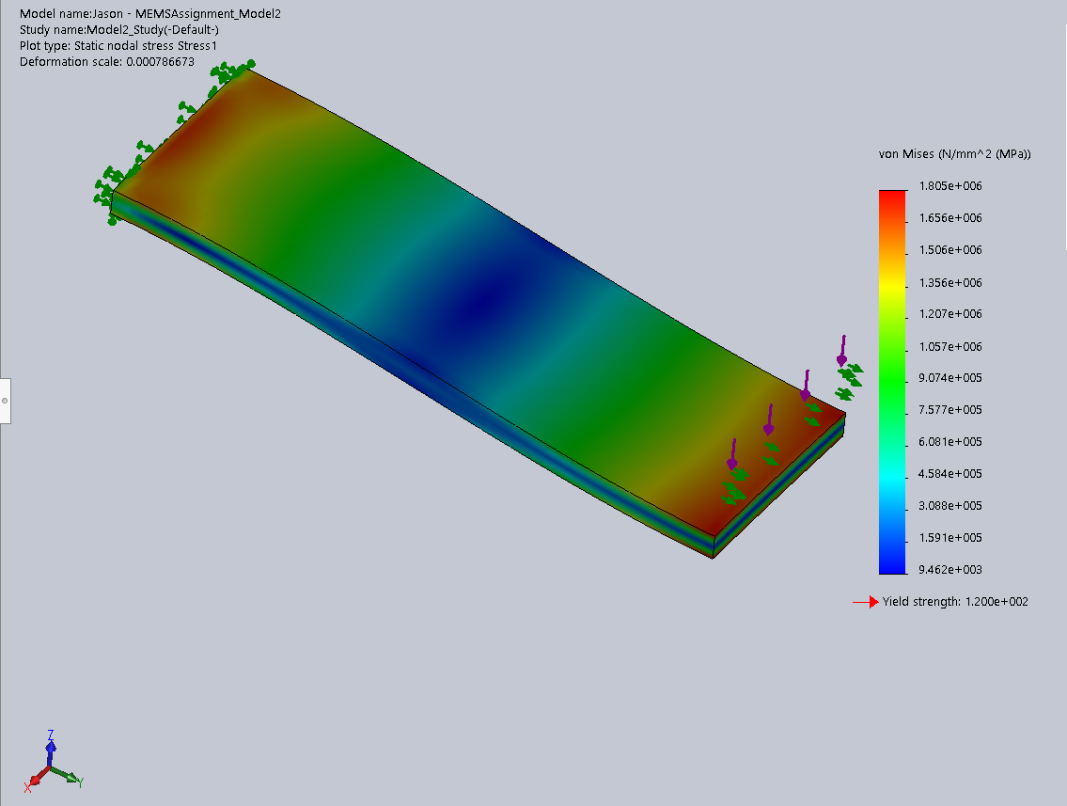 Model name:Jason - MEMSAssignment_Model2
Study name:Model2_Study(-Default-)
Plot type: Static nodal stress Stress1
Deformation scale: 0.000786673
von Mises (N/mm^2 (MPa))
1.805e+006
1.656e+006
1.506e+006
1.356e+006
1.207e+006
1.057e+006
9.074e+005
7.577e+005
6.081e+005
4.584e+005
3.088e+005
1.591e+005
9.462e+003
Yield strength: 1.200e+002
Z
X
Y